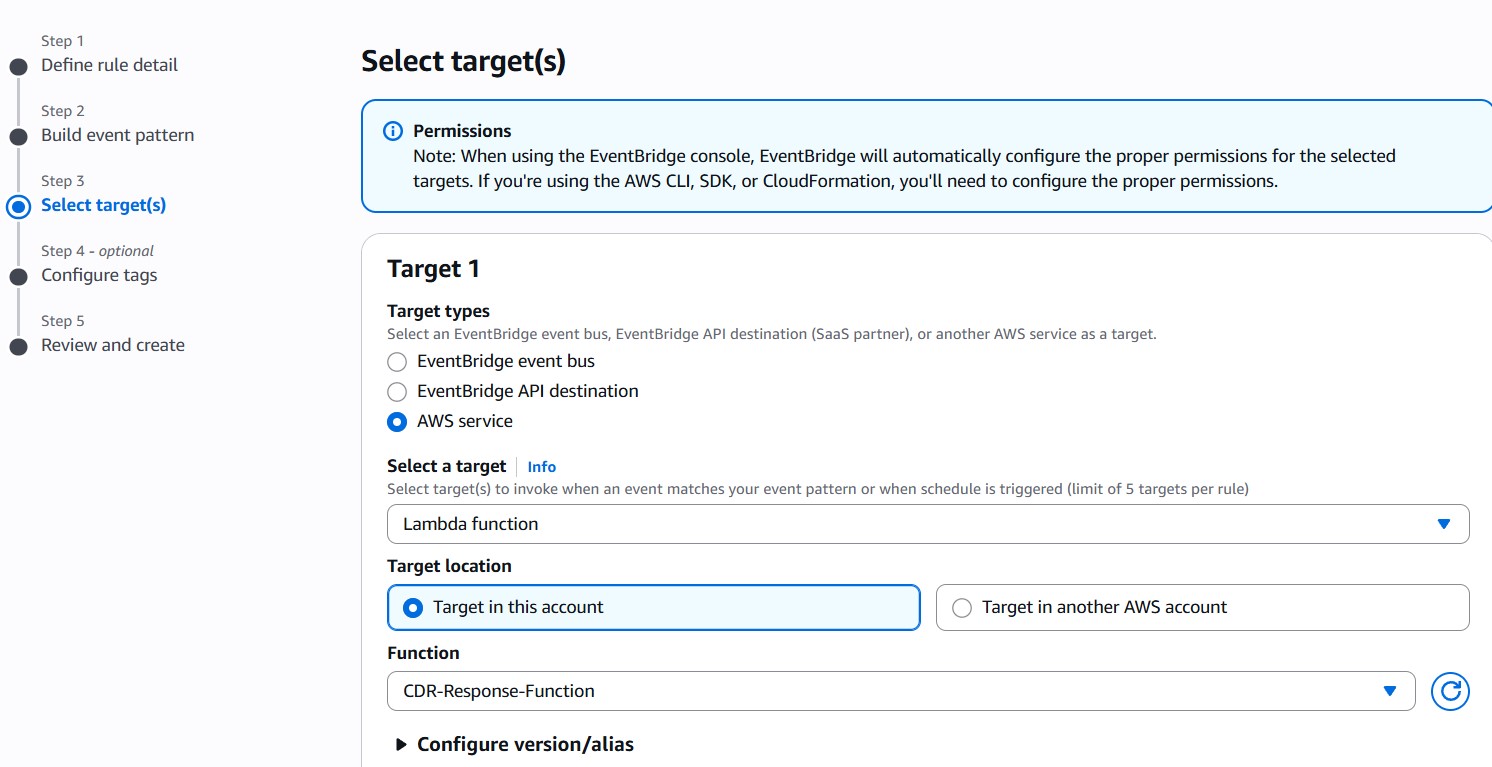 Step 1
Define rule detail
Step 2
Build event pattern
Step 3
Select target(s)
Step 4 - optional
Configure tags
Step 5
Review and create
Select target(s)
Permissions
Note: When using the EventBridge console, EventBridge will automatically configure the proper permissions for the selected
targets. If you're using the AWS CLI, SDK, or CloudFormation, you'll need to configure the proper permissions.
Target 1
Target types
Select an EventBridge event bus, EventBridge API destination (SaaS partner), or another AWS service as a target.
EventBridge event bus
EventBridge API destination
AWS service
Select a target Info
Select target(s) to invoke when an event matches your event pattern or when schedule is triggered (limit of 5 targets per rule)
Lambda function
Target location
Target in this account
Target in another AWS account
Function
CDR-Response-Function
Configure version/alias